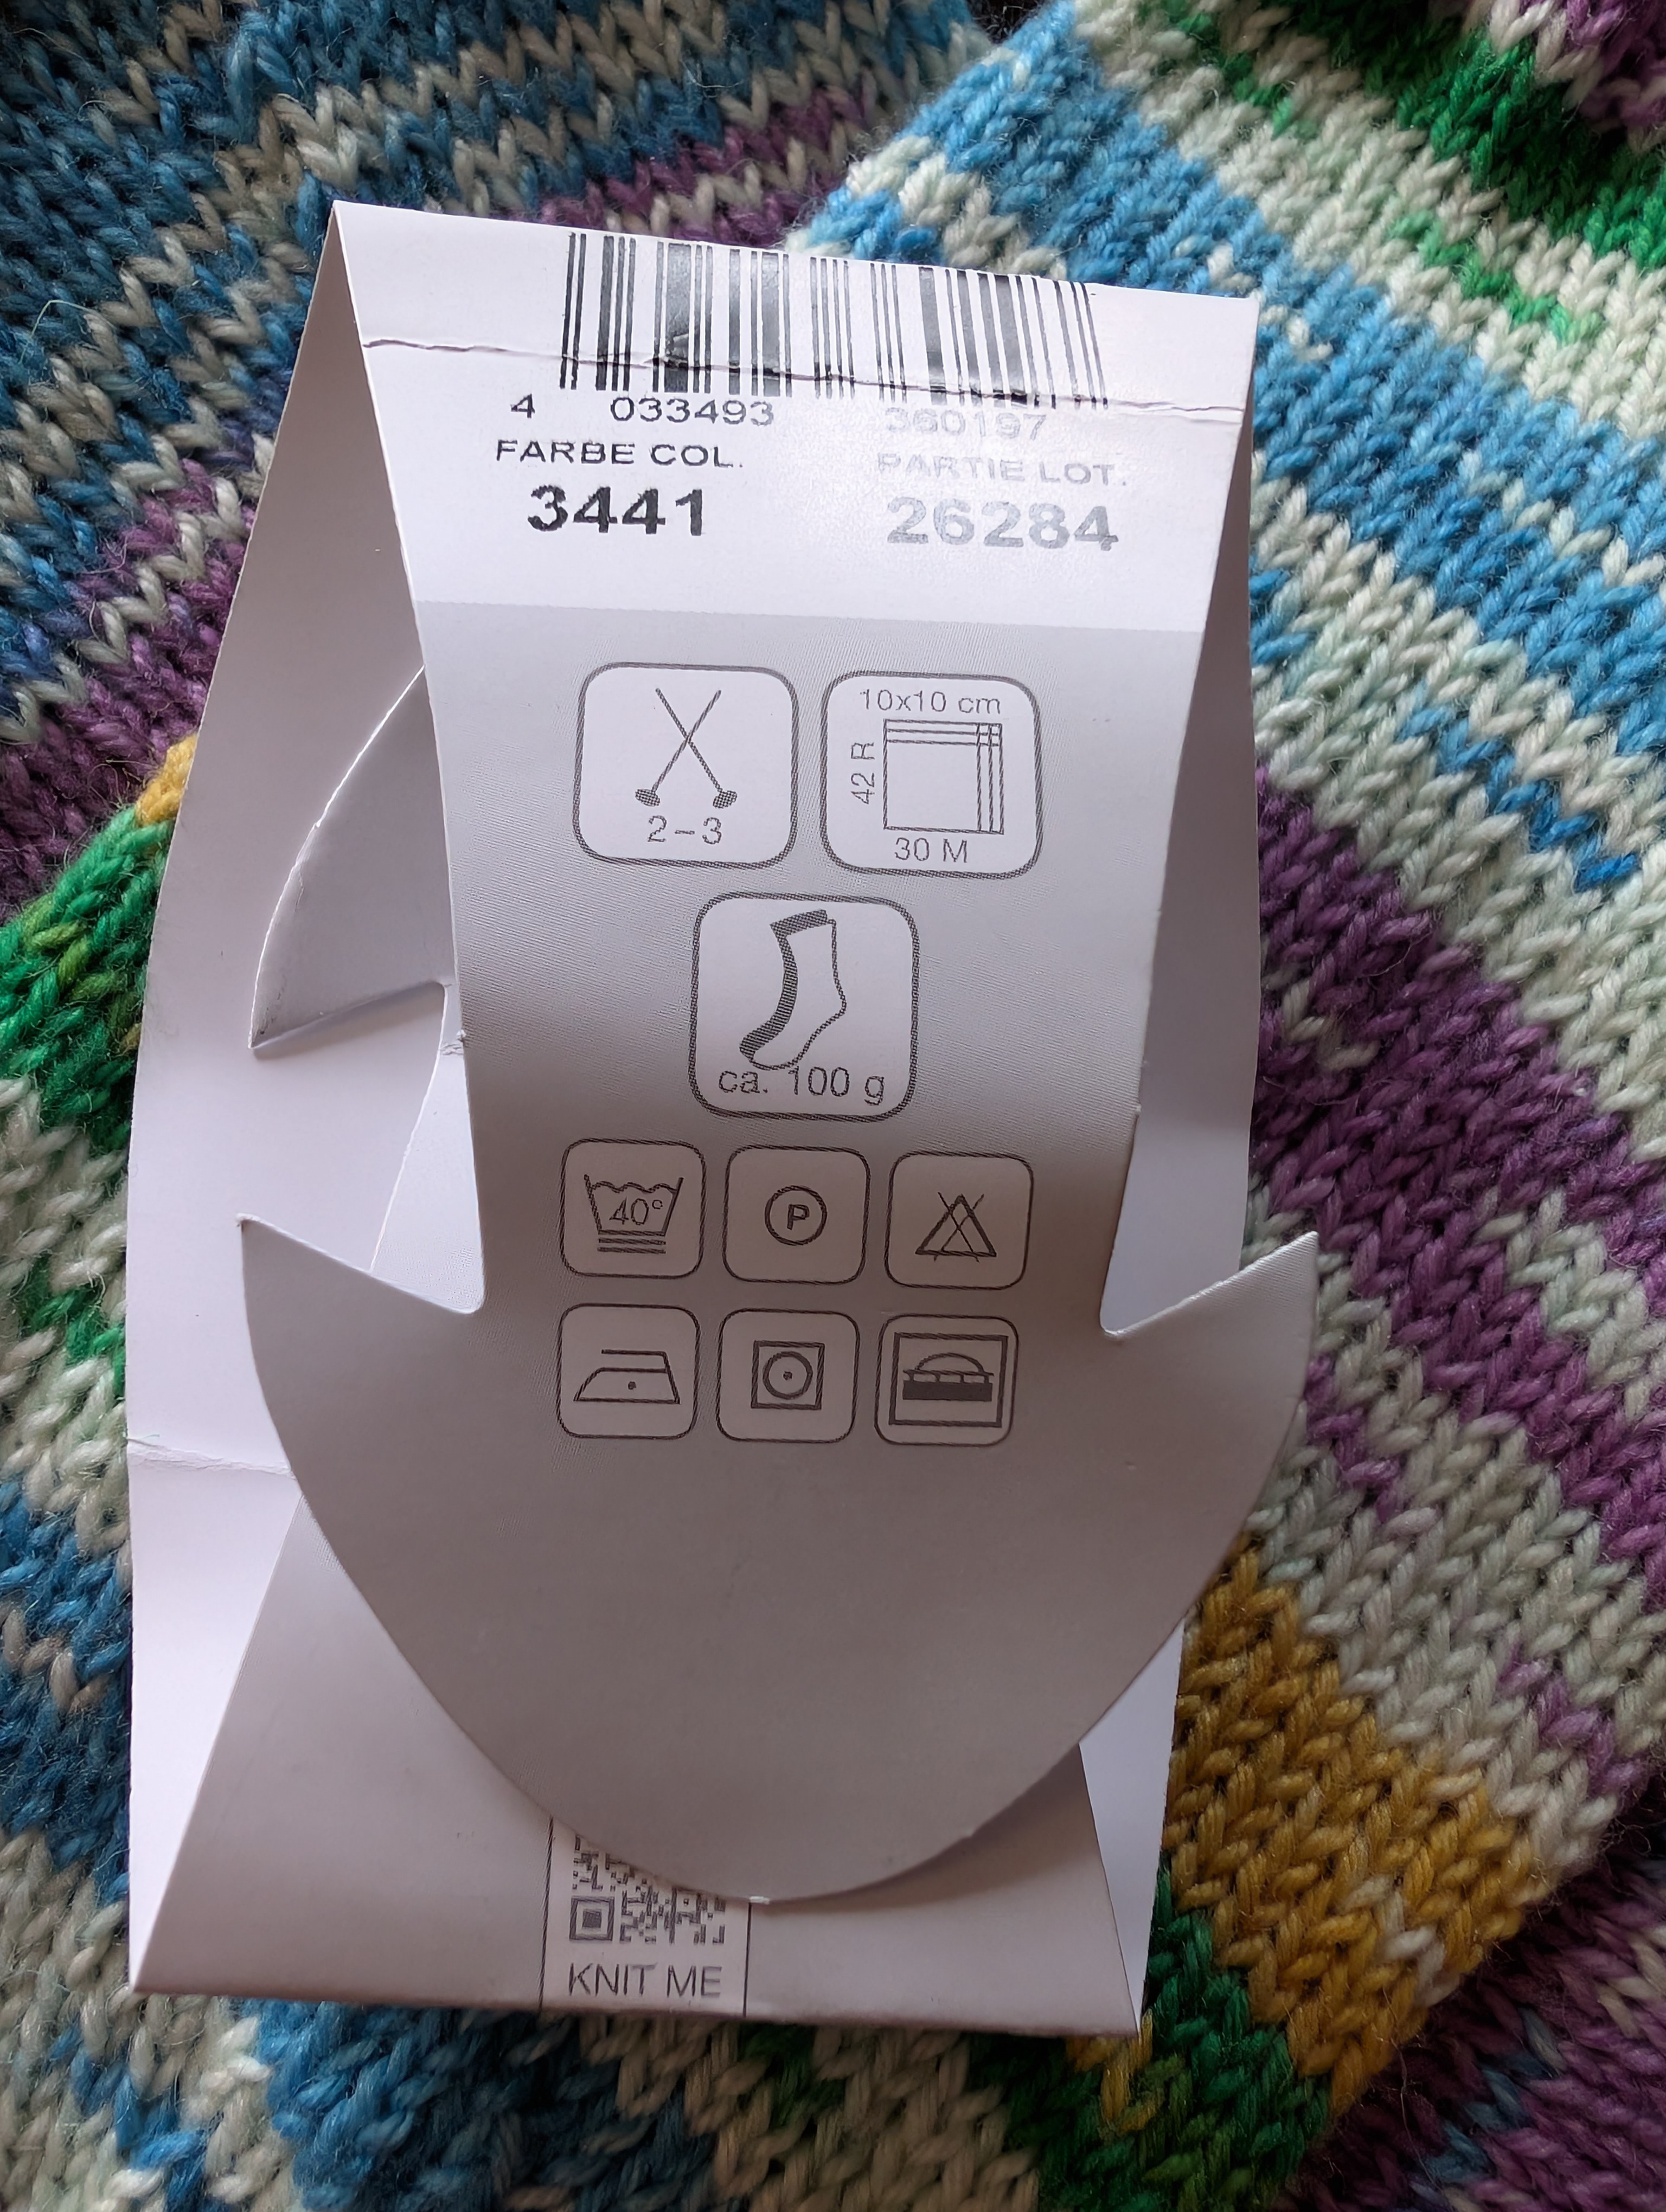 4 033493 360197
FARBE COL. PARTIE LOT.
3441 26284
2–3
10x10 cm
42 R
30 M
ca. 100 g
40°
P
KNIT ME